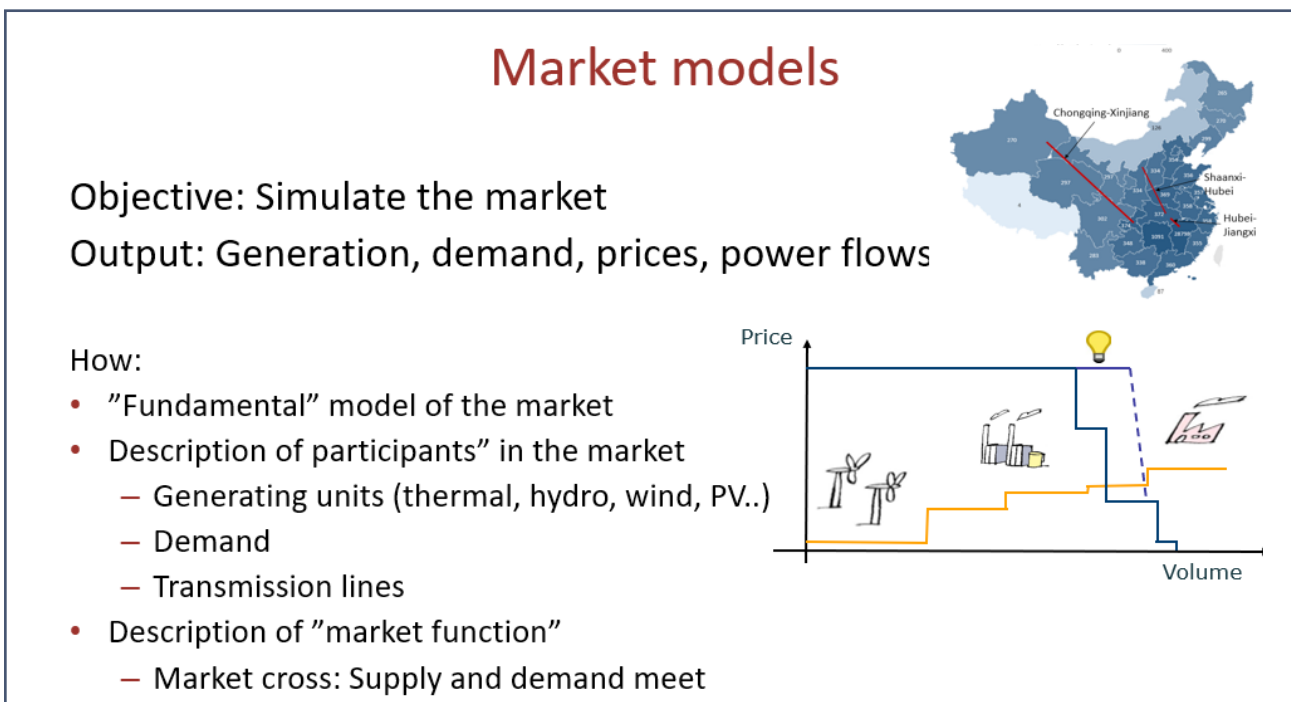 Market models
Objective: Simulate the market
Output: Generation, demand, prices, power flows
How:
• ”Fundamental” model of the market
• Description of participants” in the market
– Generating units (thermal, hydro, wind, PV..)
– Demand
– Transmission lines
• Description of ”market function”
– Market cross: Supply and demand meet
0 400
Chongqing-Xinjiang
Shaanxi-
Hubei
Hubei-
Jiangxi
Price
Volume